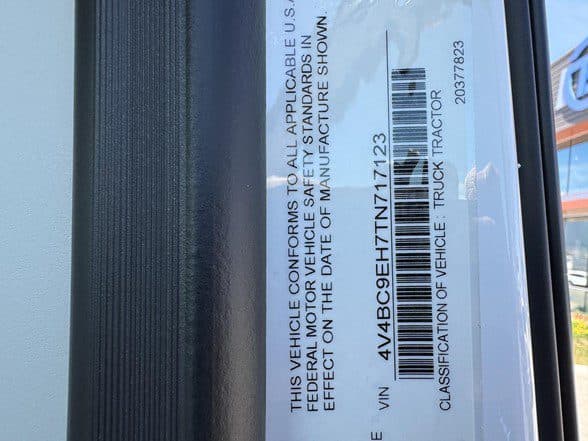 THIS VEHICLE CONFORMS TO ALL APPLICABLE U.S.A
FEDERAL MOTOR VEHICLE SAFETY STANDARDS IN
EFFECT ON THE DATE OF MANUFACTURE SHOWN.
VIN 4V4BC9EH7TN717123
CLASSIFICATION OF VEHICLE : TRUCK TRACTOR
20377823